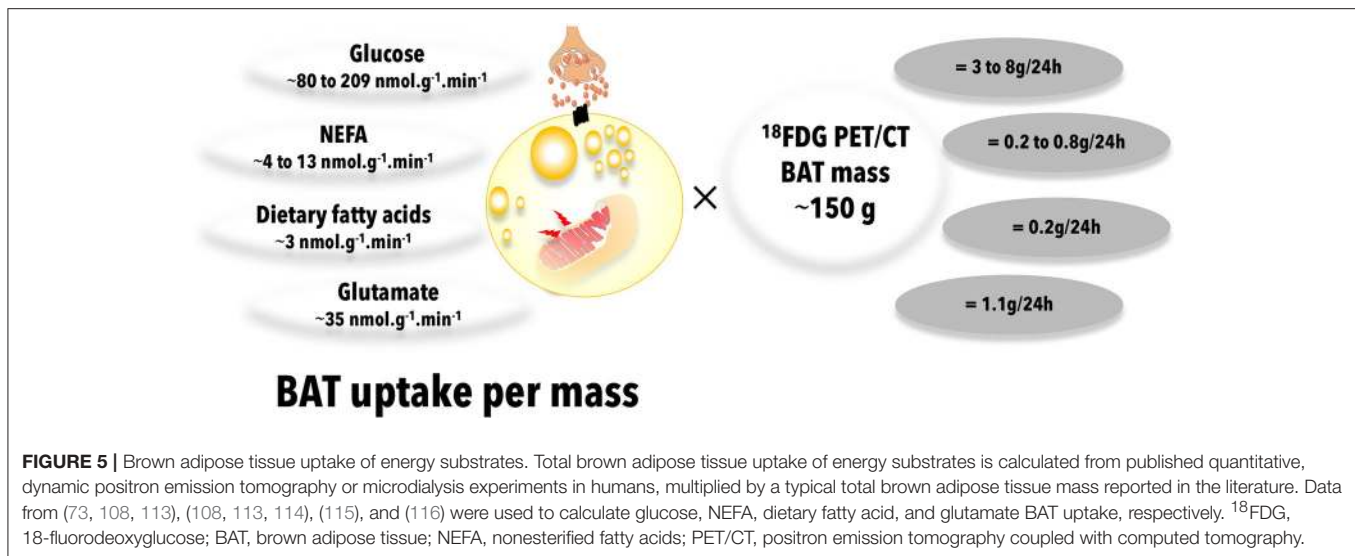 Glucose
~80 to 209 nmol.g⁻¹.min⁻¹
NEFA
~4 to 13 nmol.g⁻¹.min⁻¹
Dietary fatty acids
~3 nmol.g⁻¹.min⁻¹
Glutamate
~35 nmol.g⁻¹.min⁻¹
×
¹⁸FDG PET/CT
BAT mass
~150 g
= 3 to 8g/24h
= 0.2 to 0.8g/24h
= 0.2g/24h
= 1.1g/24h
BAT uptake per mass
FIGURE 5 | Brown adipose tissue uptake of energy substrates. Total brown adipose tissue uptake of energy substrates is calculated from published quantitative,
dynamic positron emission tomography or microdialysis experiments in humans, multiplied by a typical total brown adipose tissue mass reported in the literature. Data
from (73, 108, 113), (108, 113, 114), (115), and (116) were used to calculate glucose, NEFA, dietary fatty acid, and glutamate BAT uptake, respectively. ¹⁸FDG,
18-fluorodeoxyglucose; BAT, brown adipose tissue; NEFA, nonesterified fatty acids; PET/CT, positron emission tomography coupled with computed tomography.